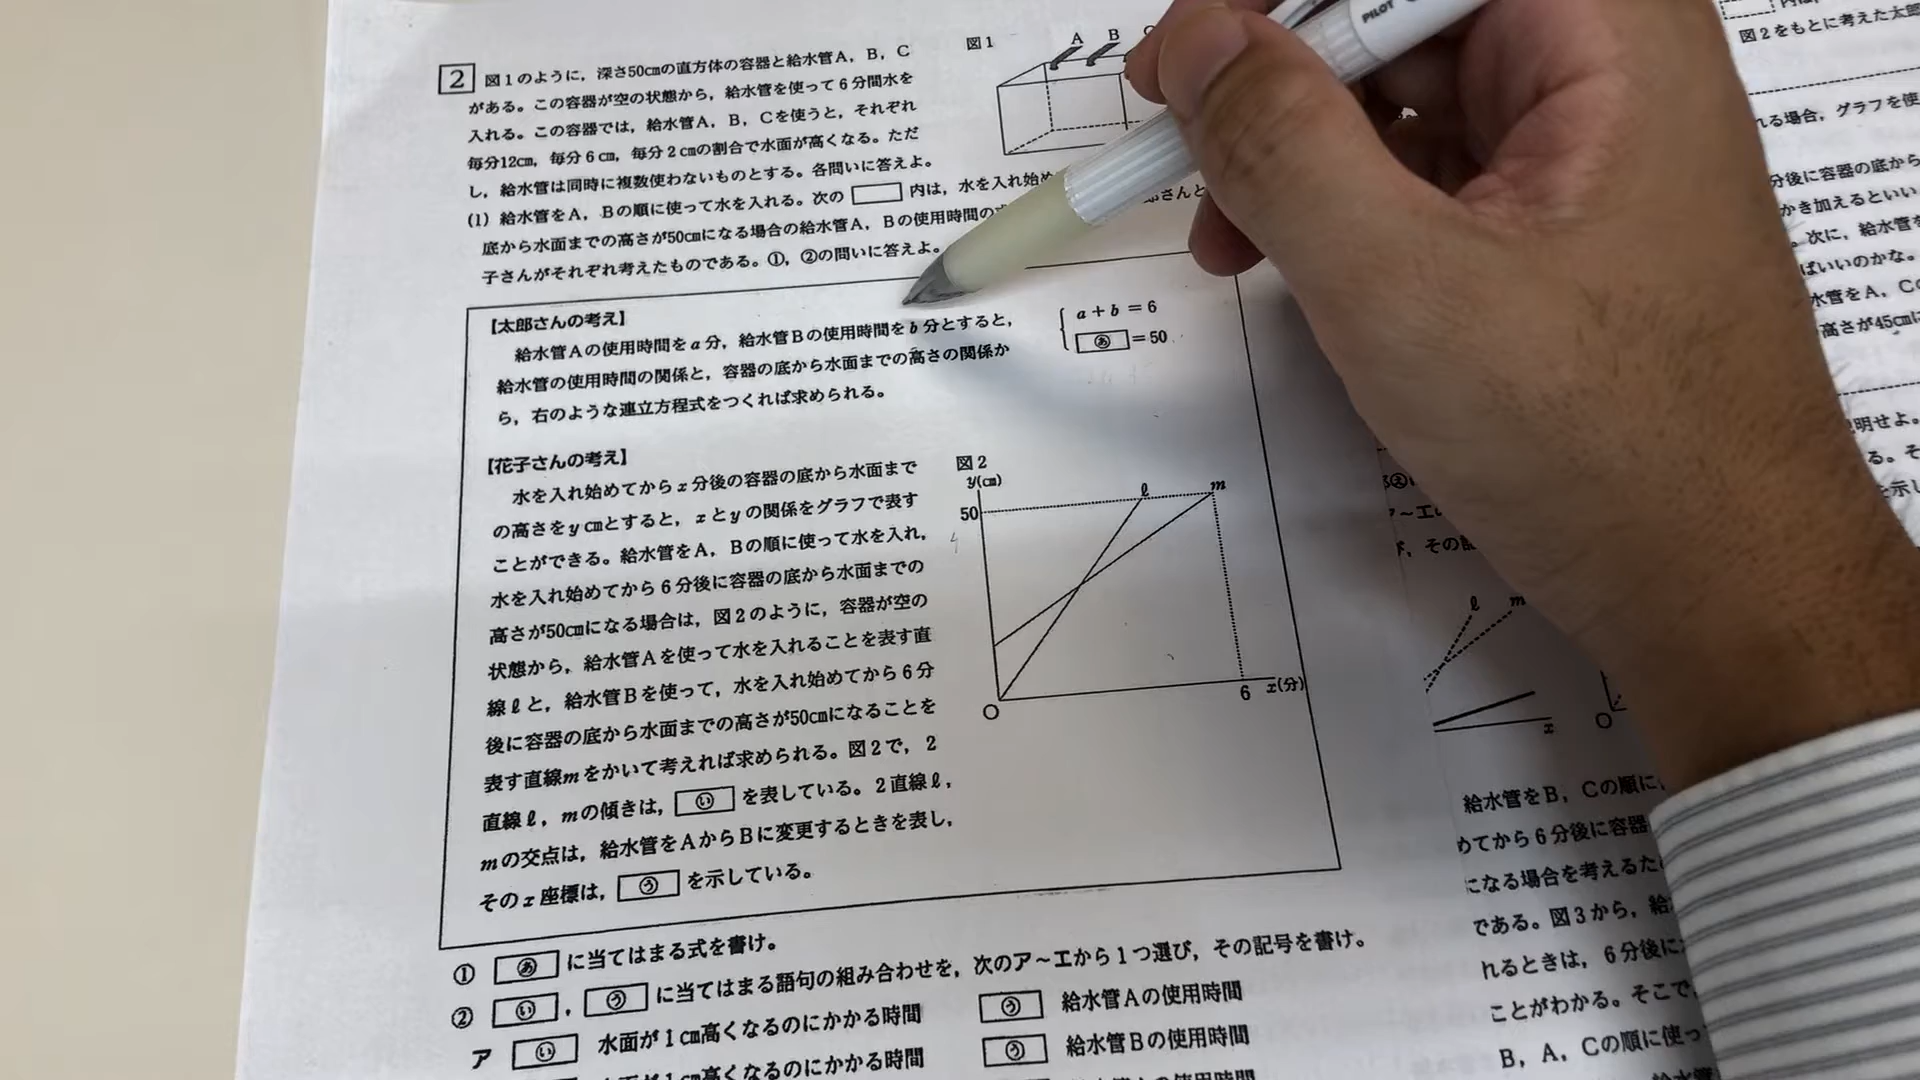 2 図1のように，深さ50cmの直方体の容器と給水管A，B，C
がある。この容器が空の状態から，給水管を使って6分間水を
入れる。この容器では，給水管A，B，Cを使うと，それぞれ
毎分12cm，毎分6cm，毎分2cmの割合で水面が高くなる。ただ
し，給水管は同時に複数使わないものとする。各問いに答えよ。
図1
A B
(1) 給水管をA，Bの順に使って水を入れる。次の 内は，水を入れ始め
底から水面までの高さが50cmになる場合の給水管A，Bの使用時間の
子さんがそれぞれ考えたものである。①，②の問いに答えよ。
【太郎さんの考え】
給水管Aの使用時間をa分，給水管Bの使用時間をb分とすると，
給水管の使用時間の関係と，容器の底から水面までの高さの関係か
ら，右のような連立方程式をつくれば求められる。
a＋b＝6
あ＝50
【花子さんの考え】
水を入れ始めてからx分後の容器の底から水面まで
の高さをycmとすると，xとyの関係をグラフで表す
ことができる。給水管をA，Bの順に使って水を入れ，
水を入れ始めてから6分後に容器の底から水面までの
高さが50cmになる場合は，図2のように，容器が空の
状態から，給水管Aを使って水を入れることを表す直
線ℓと，給水管Bを使って，水を入れ始めてから6分
後に容器の底から水面までの高さが50cmになることを
表す直線mをかいて考えれば求められる。図2で，2
直線ℓ，mの傾きは，い を表している。2直線ℓ，
mの交点は，給水管をAからBに変更するときを表し，
そのx座標は，う を示している。
図2
y(cm)
50
ℓ m
O 6 x(分)
① あ に当てはまる式を書け。
② い，う に当てはまる語句の組み合わせを，次のア～エから1つ選び，その記号を書け。
ア い 水面が1cm高くなるのにかかる時間 う 給水管Aの使用時間
水面が1cm高くなるのにかかる時間 う 給水管Bの使用時間
図2をもとに考えた太郎
れる場合，グラフを使
分後に容器の底から
かき加えるといい
次に，給水管を
ばいいのかな。
水管をA，Cの
高さが45cmに
明せよ。
ℓ m
x
O
給水管をB，Cの順に
めてから6分後に容器
になる場合を考えるた
である。図3から，給
れるときは，6分後に
ことがわかる。そこで，
B，A，Cの順に使っ